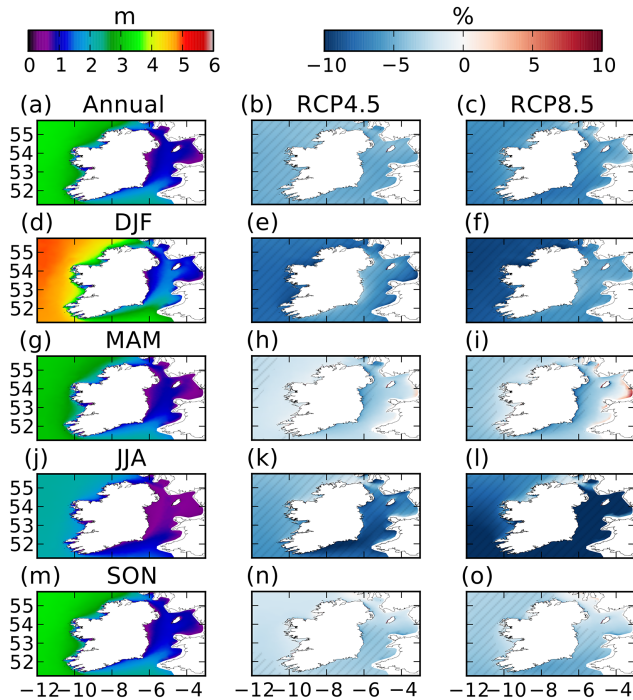 m %
0 1 2 3 4 5 6 −10 −5 0 5 10
(a) Annual (b) RCP4.5 (c) RCP8.5
55
54
53
52
(d) DJF (e) (f)
55
54
53
52
(g) MAM (h) (i)
55
54
53
52
(j) JJA (k) (l)
55
54
53
52
(m) SON (n) (o)
55
54
53
52
−12 −10 −8 −6 −4 −12 −10 −8 −6 −4 −12 −10 −8 −6 −4